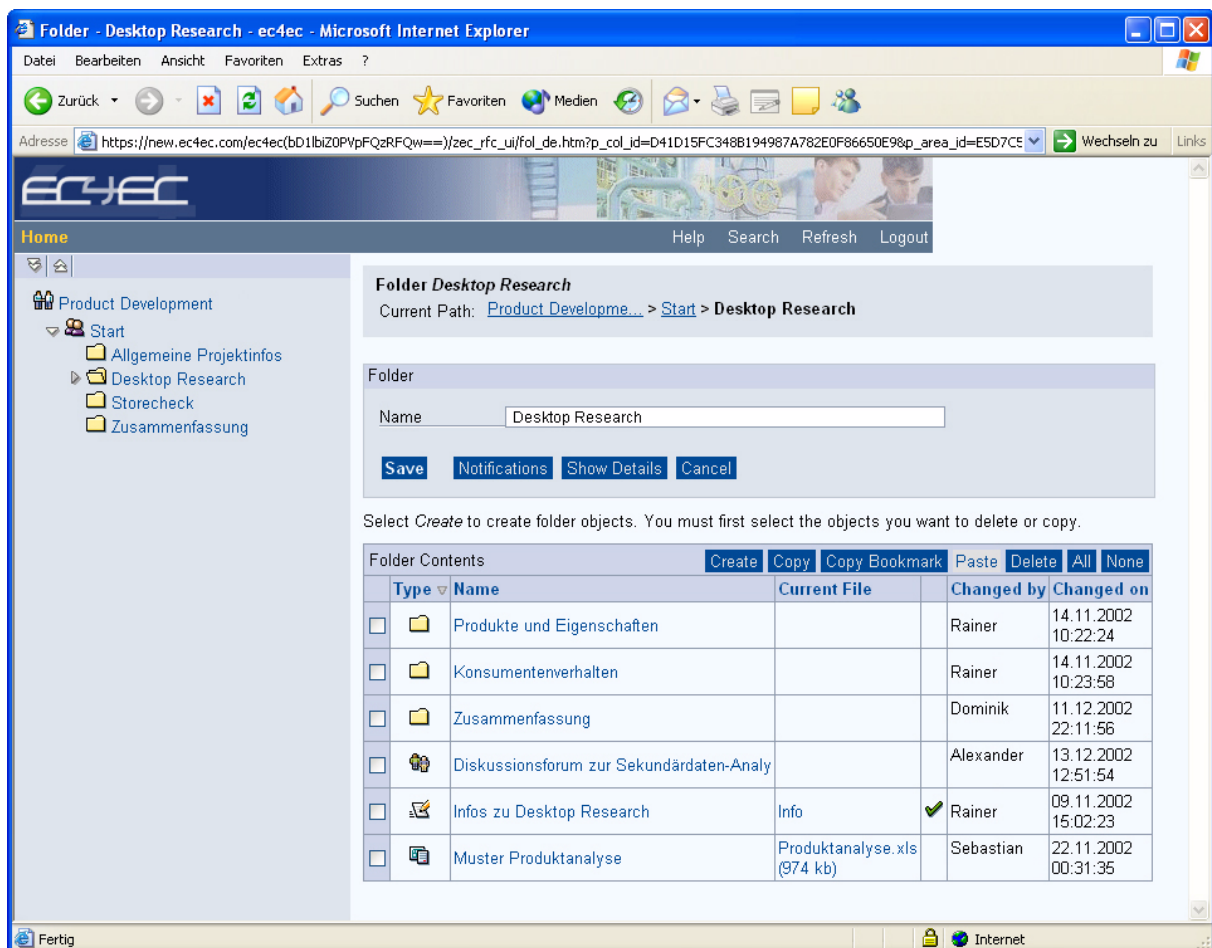 Folder - Desktop Research - ec4ec - Microsoft Internet Explorer
Datei Bearbeiten Ansicht Favoriten Extras ?
Zurück Suchen Favoriten Medien
Adresse https://new.ec4ec.com/ec4ec(bD1lbiZ0PVpFQzRFQw==)/zec_rfc_ui/fol_de.htm?p_col_id=D41D15FC348B194987A782E0F86650E98&p_area_id=E5D7C5 Wechseln zu Links
EC4EC
Home Help Search Refresh Logout
Product Development
Start
Allgemeine Projektinfos
Desktop Research
Storecheck
Zusammenfassung
Folder Desktop Research
Current Path: Product Developme... > Start > Desktop Research
Folder
Name Desktop Research
Save Notifications Show Details Cancel
Select Create to create folder objects. You must first select the objects you want to delete or copy.
Folder Contents Create Copy Copy Bookmark Paste Delete All None
Type Name Current File Changed by Changed on
Produkte und Eigenschaften Rainer 14.11.2002
10:22:24
Konsumentenverhalten Rainer 14.11.2002
10:23:58
Zusammenfassung Dominik 11.12.2002
22:11:56
Diskussionsforum zur Sekundärdaten-Analy Alexander 13.12.2002
12:51:54
Infos zu Desktop Research Info Rainer 09.11.2002
15:02:23
Muster Produktanalyse Produktanalyse.xls Sebastian 22.11.2002
(974 kb) 00:31:35
Fertig Internet